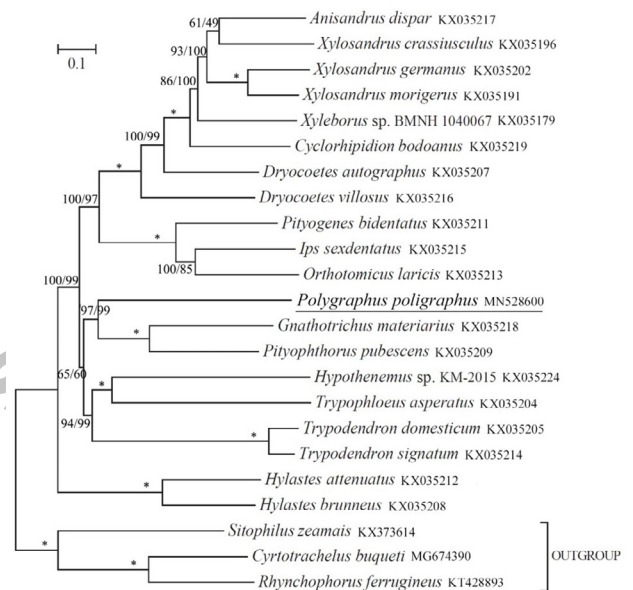 61/49
Anisandrus dispar KX035217
Xylosandrus crassiusculus KX035196
0.1
93/100
Xylosandrus germanus KX035202
*
86/100
Xylosandrus morigerus KX035191
*
Xyleborus sp. BMNH 1040067 KX035179
100/99
Cyclorhipidion bodoanus KX035219
*
Dryocoetes autographus KX035207
100/97
Dryocoetes villosus KX035216
Pityogenes bidentatus KX035211
*
Ips sexdentatus KX035215
100/85
Orthotomicus laricis KX035213
100/99
Polygraphus poligraphus MN528600
97/99
Gnathotrichus materiarius KX035218
*
Pityophthorus pubescens KX035209
65/60
Hypothenemus sp. KM-2015 KX035224
*
Trypophloeus asperatus KX035204
94/99
Trypodendron domesticum KX035205
*
Trypodendron signatum KX035214
Hylastes attenuatus KX035212
*
Hylastes brunneus KX035208
Sitophilus zeamais KX373614
*
Cyrtotrachelus buqueti MG674390
OUTGROUP
*
Rhynchophorus ferrugineus KT428893